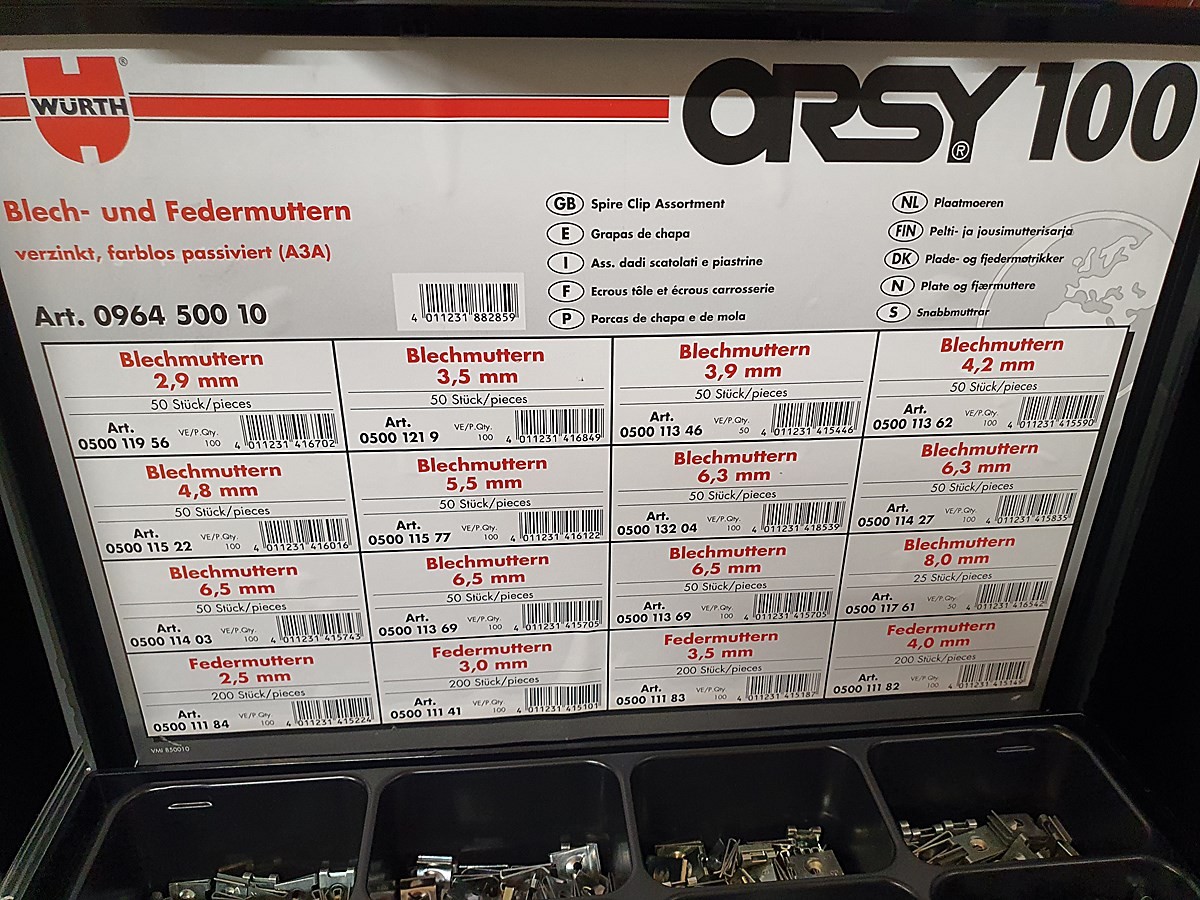 WÜRTH®
ORSY® 100
Blech- und Federmuttern
verzinkt, farblos passiviert (A3A)
Art. 0964 500 10
4 011231 882859
GB Spire Clip Assortment
E Grapas de chapa
I Ass. dadi scatolati e piastrine
F Ecrous tôle et écrous carrosserie
P Porcas de chapa e de mola
NL Plaatmoeren
FIN Pelti- ja jousimutterisarja
DK Plade- og fjedermøtrikker
N Plate og fjærmuttere
S Snabbmuttrar
Blechmuttern
2,9 mm
50 Stück/pieces
Art.
0500 119 56
VE/P.Qty.
100
4 011231 416702
Blechmuttern
3,5 mm
50 Stück/pieces
Art.
0500 121 9
VE/P.Qty.
100
4 011231 416849
Blechmuttern
3,9 mm
50 Stück/pieces
Art.
0500 113 46
VE/P.Qty.
50
4 011231 415446
Blechmuttern
4,2 mm
50 Stück/pieces
Art.
0500 113 62
VE/P.Qty.
100
4 011231 415590
Blechmuttern
4,8 mm
50 Stück/pieces
Art.
0500 115 22
VE/P.Qty.
100
4 011231 416016
Blechmuttern
5,5 mm
50 Stück/pieces
Art.
0500 115 77
VE/P.Qty.
100
4 011231 416122
Blechmuttern
6,3 mm
50 Stück/pieces
Art.
0500 132 04
VE/P.Qty.
100
4 011231 418539
Blechmuttern
6,3 mm
50 Stück/pieces
Art.
0500 114 27
VE/P.Qty.
100
4 011231 415835
Blechmuttern
6,5 mm
50 Stück/pieces
Art.
0500 114 03
VE/P.Qty.
100
4 011231 415743
Blechmuttern
6,5 mm
50 Stück/pieces
Art.
0500 113 69
VE/P.Qty.
100
4 011231 415705
Blechmuttern
6,5 mm
50 Stück/pieces
Art.
0500 113 69
VE/P.Qty.
100
4 011231 415705
Blechmuttern
8,0 mm
25 Stück/pieces
Art.
0500 117 61
VE/P.Qty.
50
4 011231 416542
Federmuttern
2,5 mm
200 Stück/pieces
Art.
0500 111 84
VE/P.Qty.
100
4 011231 415224
Federmuttern
3,0 mm
200 Stück/pieces
Art.
0500 111 41
VE/P.Qty.
100
4 011231 415101
Federmuttern
3,5 mm
200 Stück/pieces
Art.
0500 111 83
VE/P.Qty.
100
4 011231 415187
Federmuttern
4,0 mm
200 Stück/pieces
Art.
0500 111 82
VE/P.Qty.
100
4 011231 415149
VMI 850010